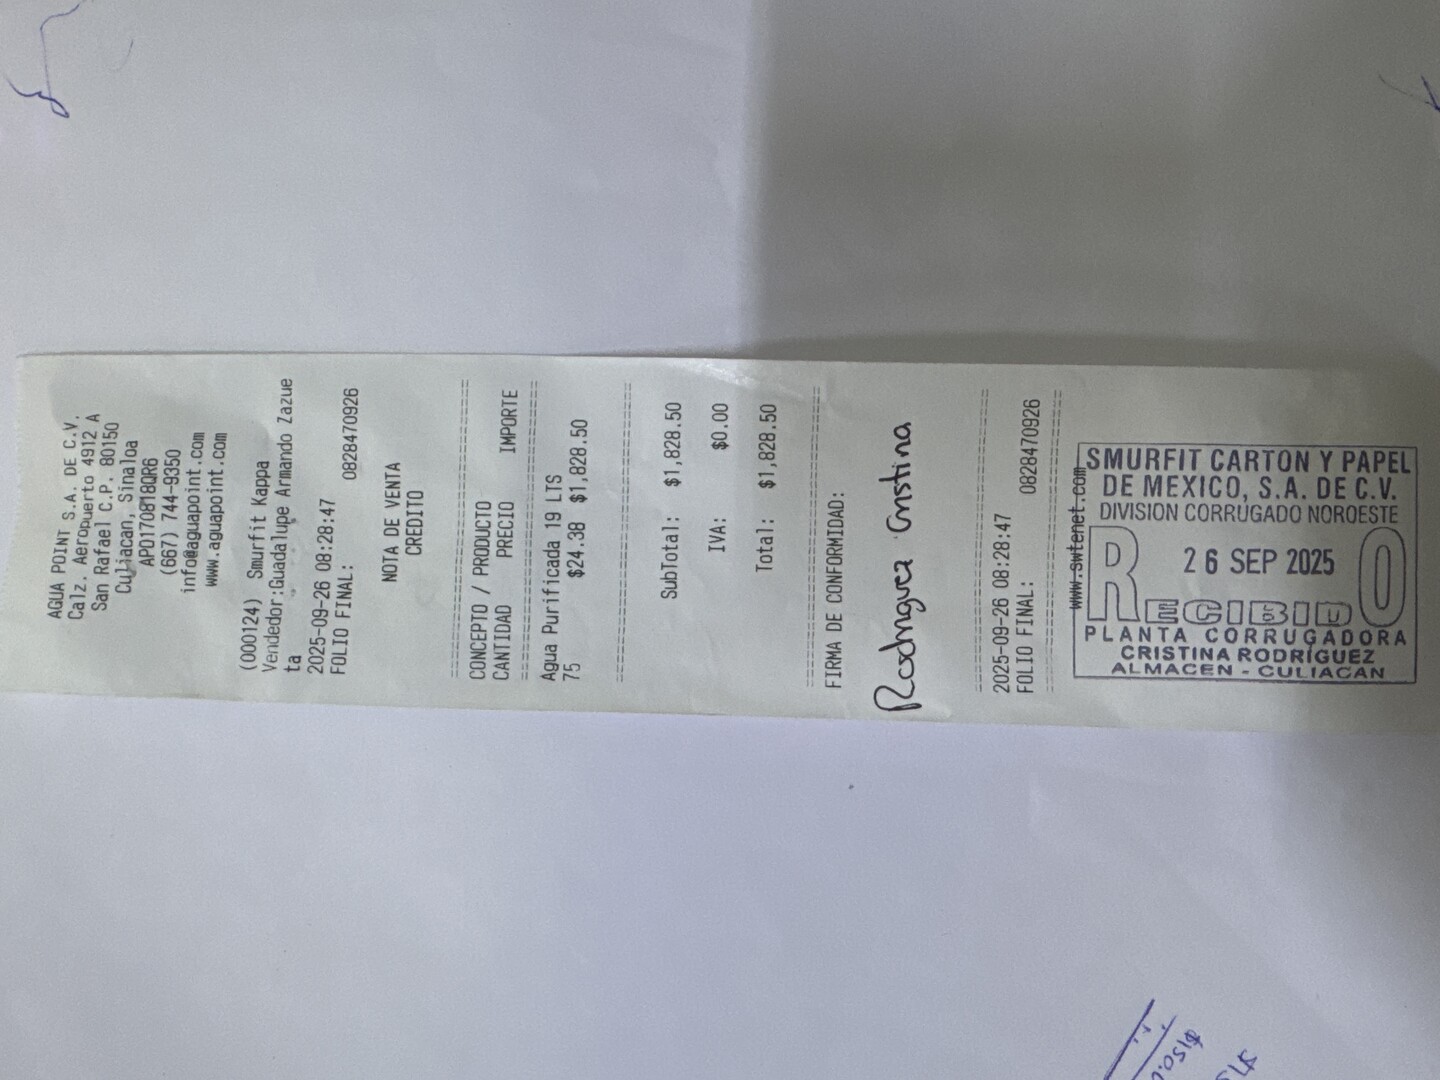 AGUA POINT S.A. DE C.V.
Calz. Aeropuerto 4912 A
San Rafael C.P. 80150
Culiacan, Sinaloa
APO170818QR6
(667) 744-9350
info@aguapoint.com
www.aguapoint.com
(000124) Smurfit Kappa
Vendedor:Guadalupe Armando Zazue
ta
2025-09-26 08:28:47
FOLIO FINAL: 0828470926
NOTA DE VENTA
CREDITO
CONCEPTO / PRODUCTO
CANTIDAD PRECIO IMPORTE
Agua Purificada 19 LTS
75 $24.38 $1,828.50
SubTotal: $1,828.50
IVA: $0.00
Total: $1,828.50
FIRMA DE CONFORMIDAD:
Rodriguez Cristina
2025-09-26 08:28:47
FOLIO FINAL: 0828470926
www.swtenet.com
SMURFIT CARTON Y PAPEL
DE MEXICO, S.A. DE C.V.
DIVISION CORRUGADO NOROESTE
26 SEP 2025
RECIBIDO
PLANTA CORRUGADORA
CRISTINA RODRÍGUEZ
ALMACEN - CULIACAN